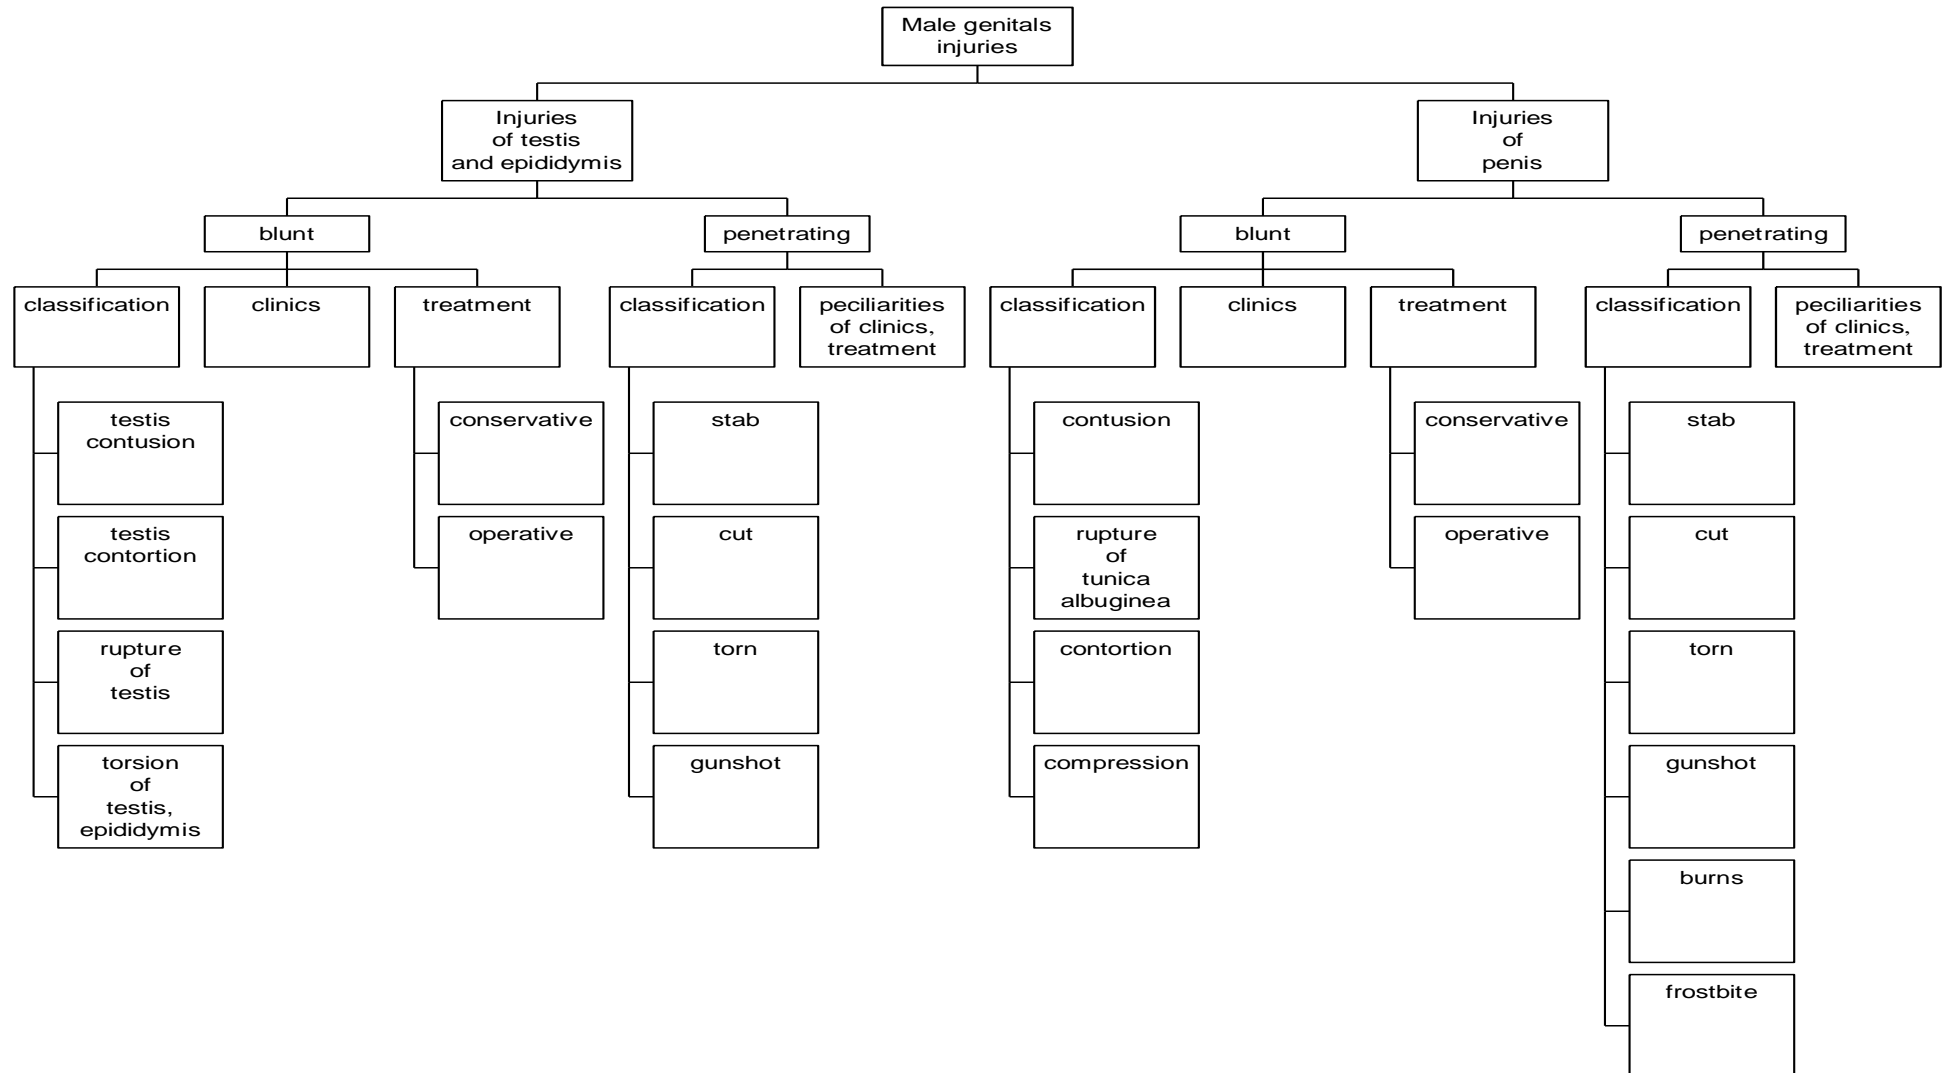 Male genitals
injuries
Injuries
of testis
and epididymis
Injuries
of
penis
blunt
penetrating
blunt
penetrating
classification
clinics
treatment
classification
peciliarities
of clinics,
treatment
classification
clinics
treatment
classification
peciliarities
of clinics,
treatment
testis
contusion
conservative
stab
contusion
conservative
stab
testis
contortion
operative
cut
rupture
of
tunica
albuginea
operative
cut
rupture
of
testis
torn
contortion
torn
torsion
of
testis,
epididymis
gunshot
compression
gunshot
burns
frostbite